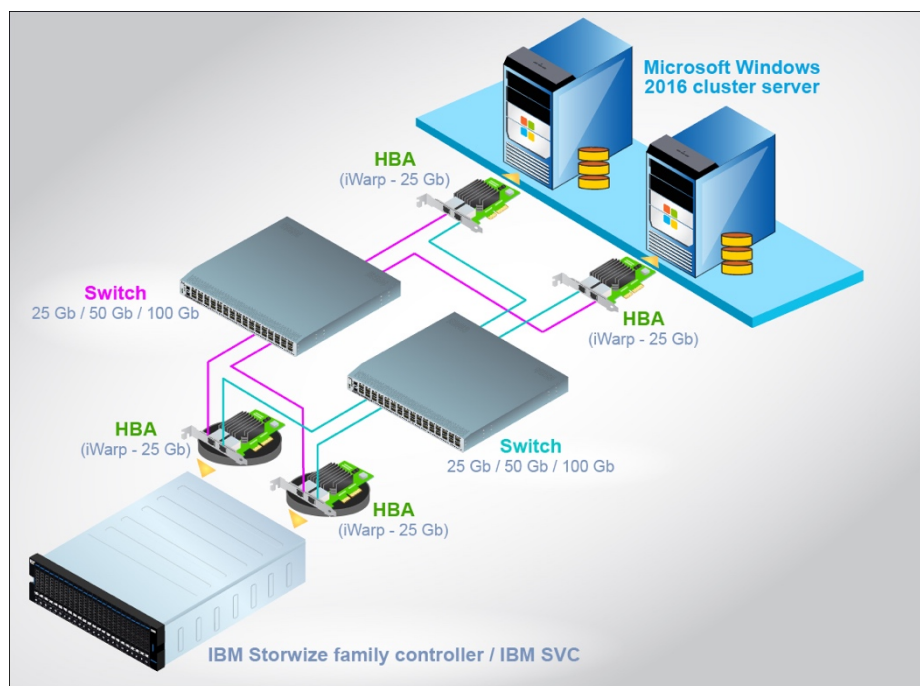 Microsoft Windows
2016 cluster server
HBA
(iWarp - 25 Gb)
Switch
25 Gb / 50 Gb / 100 Gb
HBA
(iWarp - 25 Gb)
HBA
(iWarp - 25 Gb)
Switch
25 Gb / 50 Gb / 100 Gb
HBA
(iWarp - 25 Gb)
IBM Storwize family controller / IBM SVC